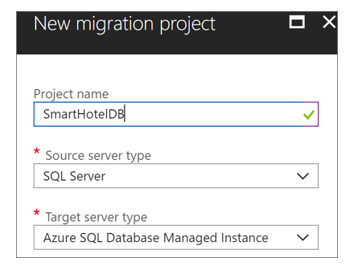 New migration project
Project name
SmartHotelDB
* Source server type
SQL Server
* Target server type
Azure SQL Database Managed Instance